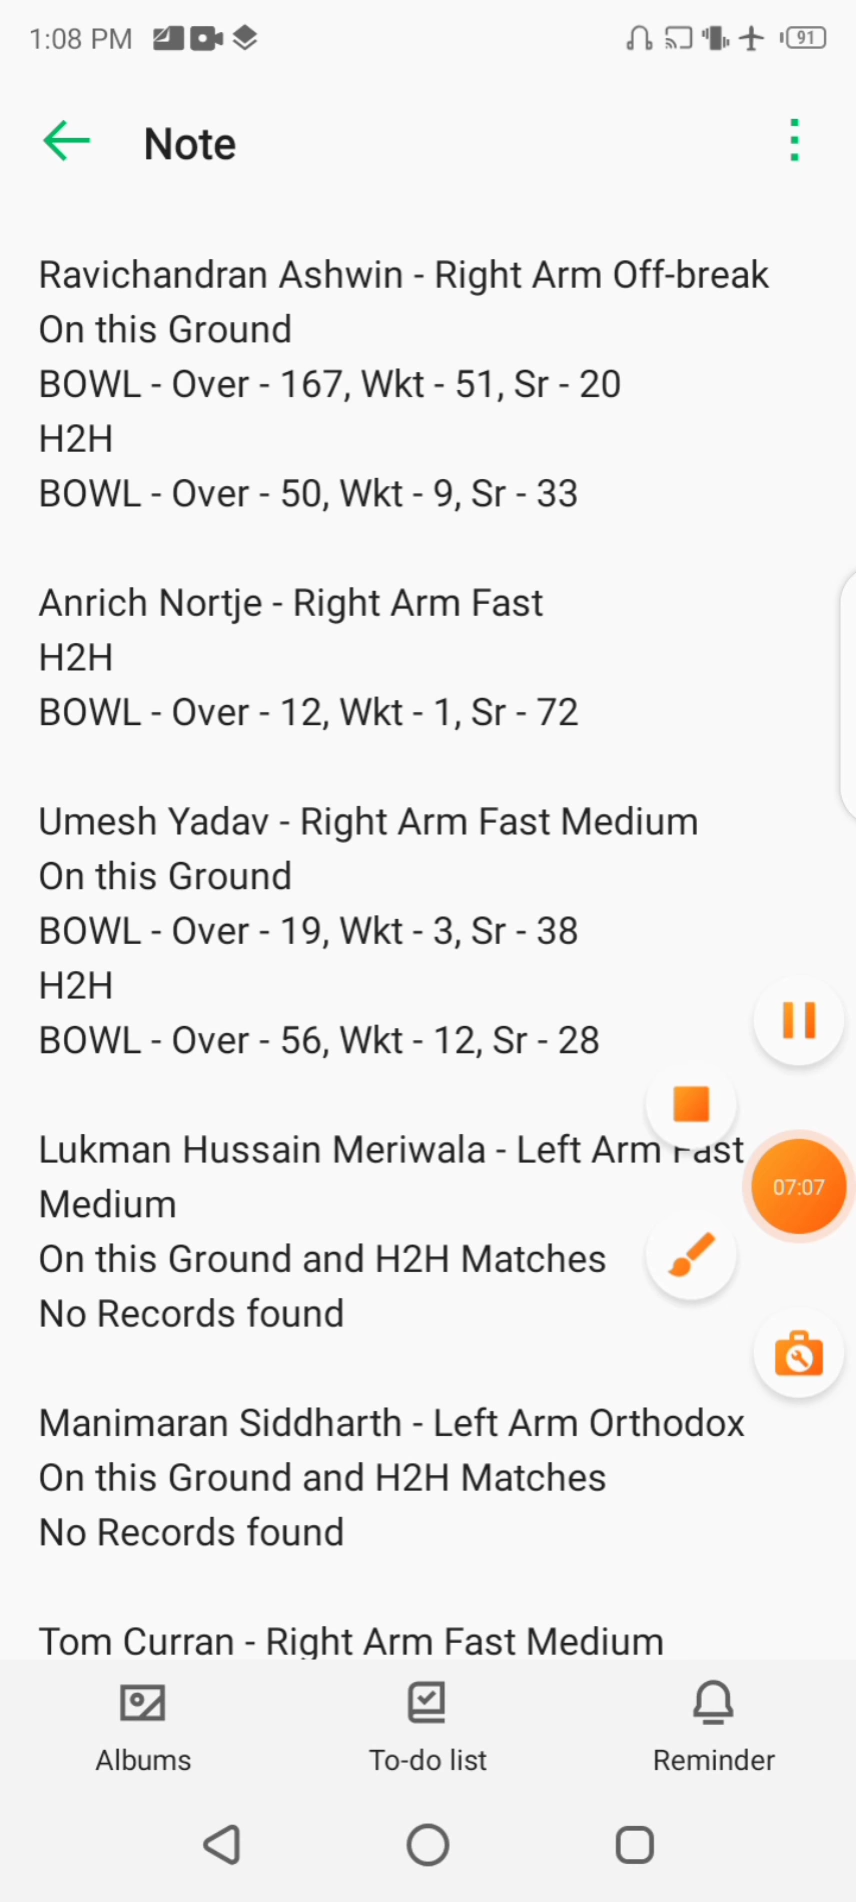 1:08 PM
91
Note
Ravichandran Ashwin - Right Arm Off-break
On this Ground
BOWL - Over - 167, Wkt - 51, Sr - 20
H2H
BOWL - Over - 50, Wkt - 9, Sr - 33
Anrich Nortje - Right Arm Fast
H2H
BOWL - Over - 12, Wkt - 1, Sr - 72
Umesh Yadav - Right Arm Fast Medium
On this Ground
BOWL - Over - 19, Wkt - 3, Sr - 38
H2H
BOWL - Over - 56, Wkt - 12, Sr - 28
Lukman Hussain Meriwala - Left Arm Fast
Medium
07:07
On this Ground and H2H Matches
No Records found
Manimaran Siddharth - Left Arm Orthodox
On this Ground and H2H Matches
No Records found
Tom Curran - Right Arm Fast Medium
Albums
To-do list
Reminder